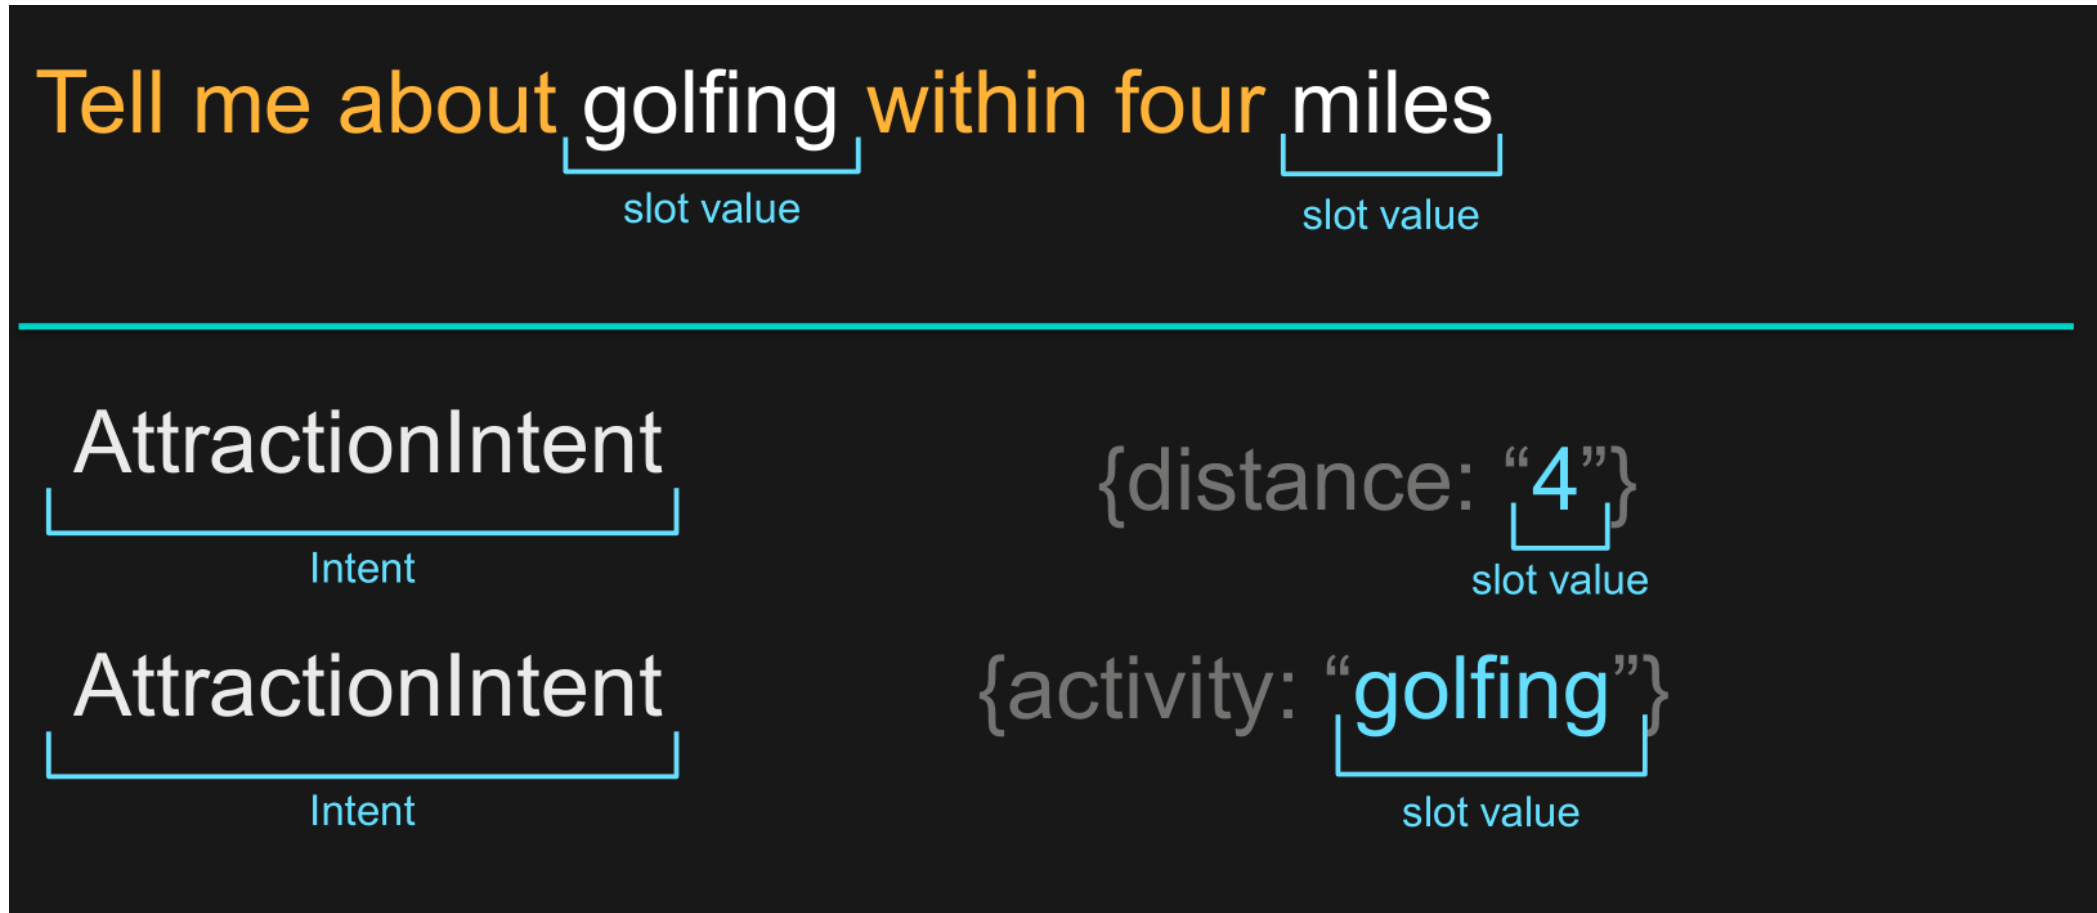 Tell me about golfing within four miles
slot value slot value
AttractionIntent {distance: “4”}
Intent slot value
AttractionIntent {activity: “golfing”}
Intent slot value